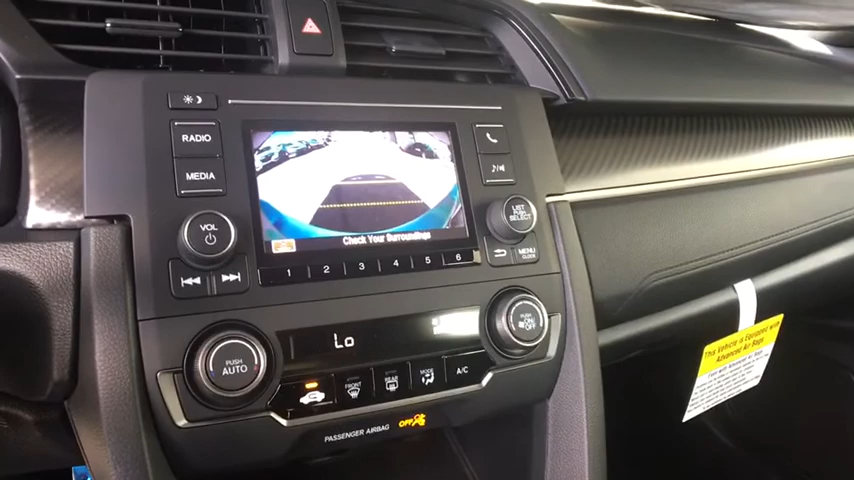 RADIO
MEDIA
VOL
LIST
PUSH
SELECT
MENU
CLOCK
Check Your Surroundings
1 2 3 4 5 6
Lo
PUSH
AUTO
PUSH
ON/
OFF
FRONT
REAR
MODE
A/C
PASSENGER AIRBAG OFF
This Vehicle is Equipped with
Advanced Air Bags